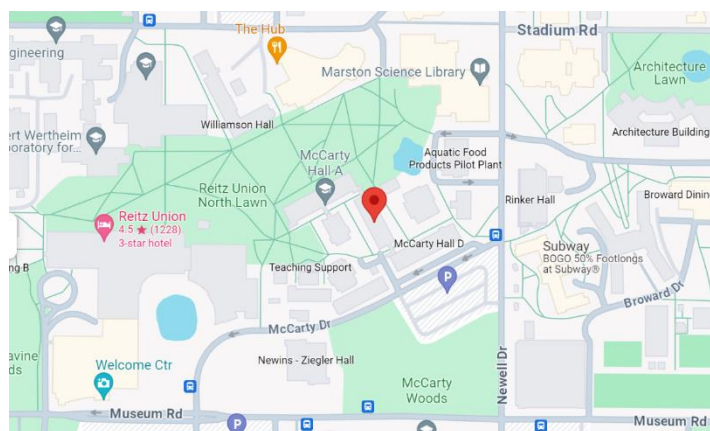 The Hub
Stadium Rd
ngineering
Marston Science Library
Architecture
Lawn
Williamson Hall
Architecture Building
ert Wertheim
boratory for...
McCarty
Hall A
Aquatic Food
Products Pilot Plant
Reitz Union
North Lawn
Rinker Hall
Broward Dining
Reitz Union
4.5 ★ (1228)
3-star hotel
McCarty Hall D
Subway
BOGO 50% Footlongs
at Subway®
ng B
Teaching Support
P
Broward Dr
McCarty Dr
Newins - Ziegler Hall
avine
ds
Welcome Ctr
McCarty
Woods
Newell Dr
Museum Rd
P
Museum Rd